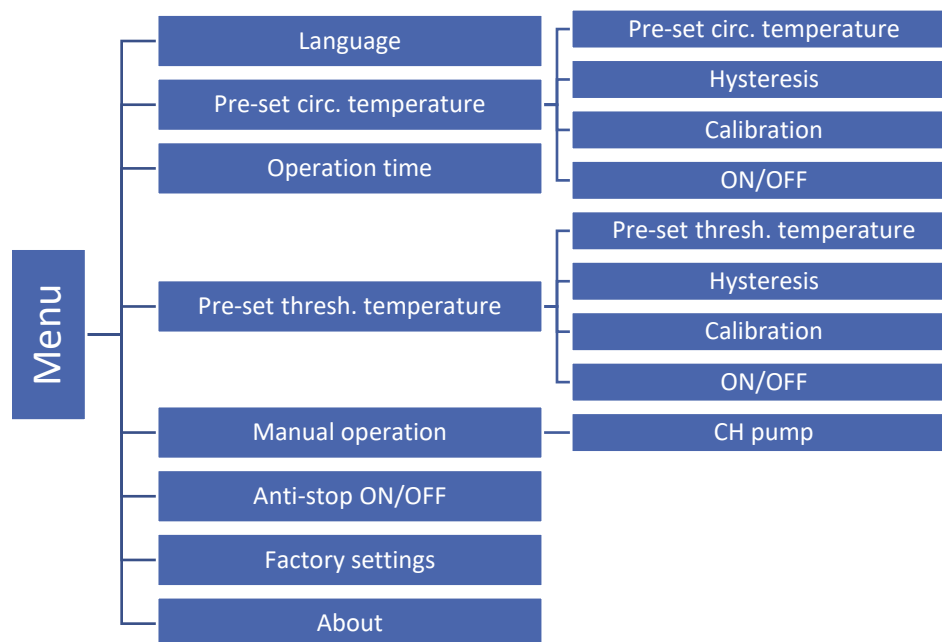 Menu
Language
Pre-set circ. temperature
Pre-set circ. temperature
Hysteresis
Calibration
ON/OFF
Operation time
Pre-set thresh. temperature
Pre-set thresh. temperature
Hysteresis
Calibration
ON/OFF
Manual operation
CH pump
Anti-stop ON/OFF
Factory settings
About